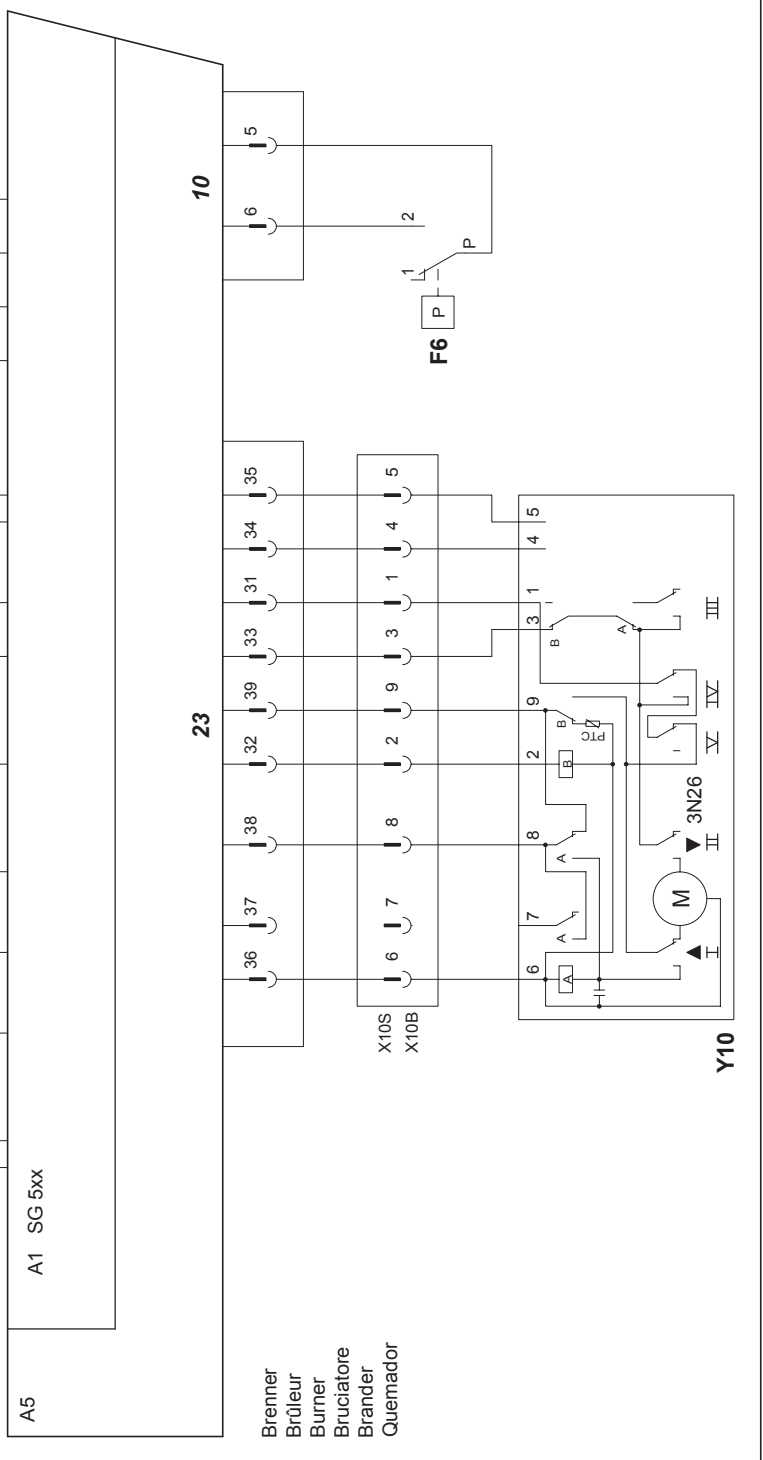 A5
A1 SG 5xx
23
10
36 37 38 32 39 33 31 34 35
6 5
Brenner
Brûleur
Burner
Bruciatore
Brander
Quemador
X10S
X10B
6 7 8 2 9 3 1 4 5
1 2
P
P
F6
6 7 8 2 9 3 1 4 5
B
A A B
A B
PTC
A
M
3N26
I II V IV III
Y10